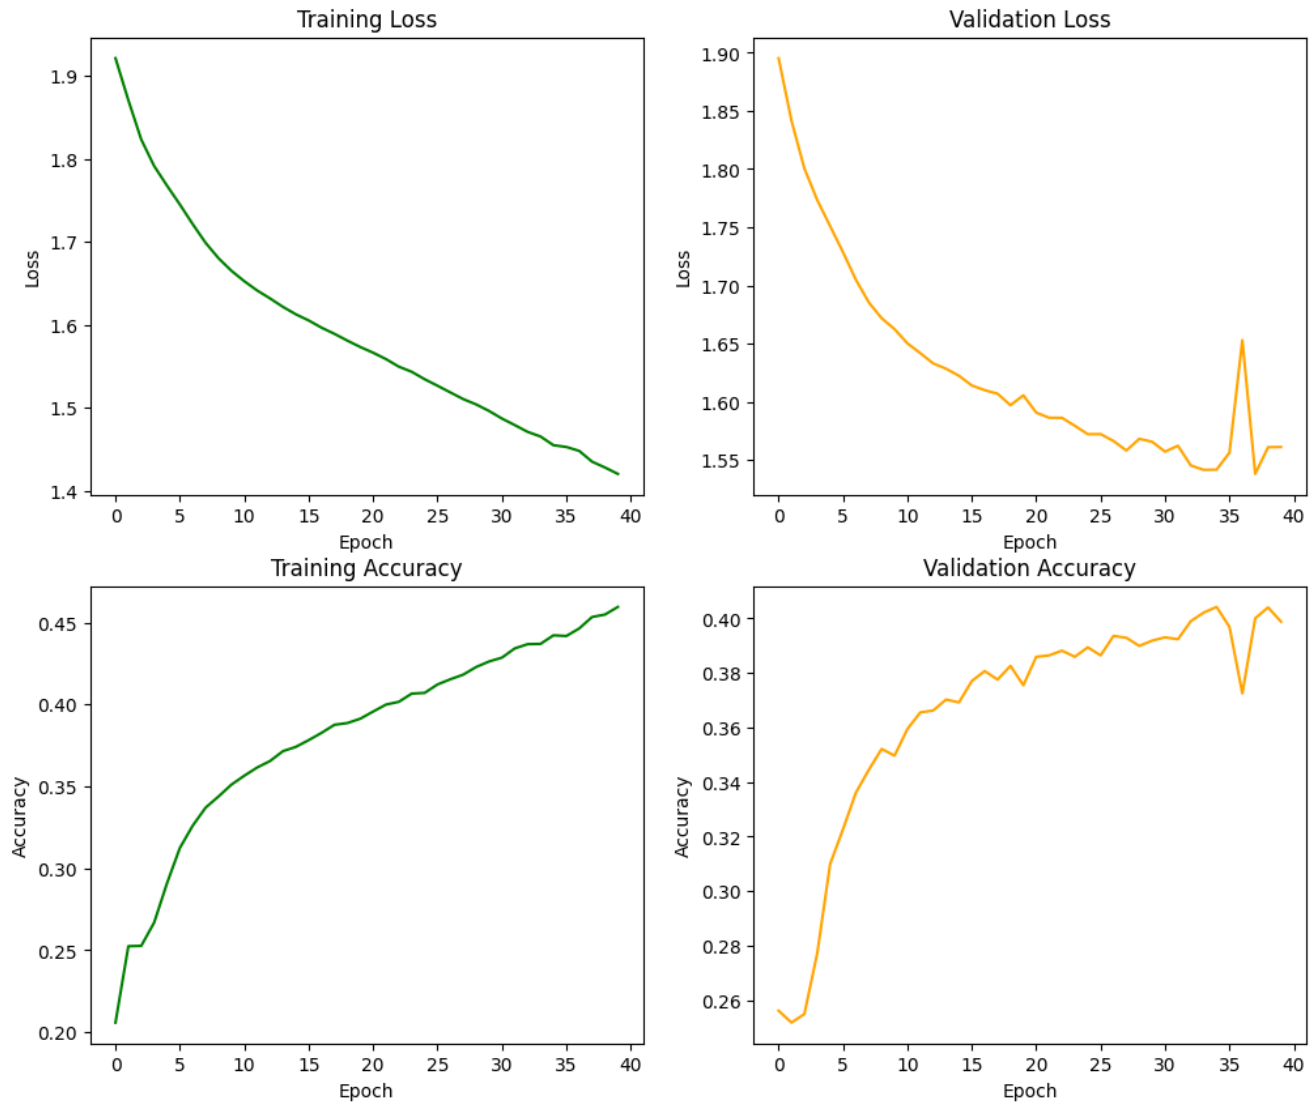 Training Loss
Loss
1.9
1.8
1.7
1.6
1.5
1.4
0 5 10 15 20 25 30 35 40
Epoch
Validation Loss
Loss
1.90
1.85
1.80
1.75
1.70
1.65
1.60
1.55
0 5 10 15 20 25 30 35 40
Epoch
Training Accuracy
Accuracy
0.45
0.40
0.35
0.30
0.25
0.20
0 5 10 15 20 25 30 35 40
Epoch
Validation Accuracy
Accuracy
0.40
0.38
0.36
0.34
0.32
0.30
0.28
0.26
0 5 10 15 20 25 30 35 40
Epoch